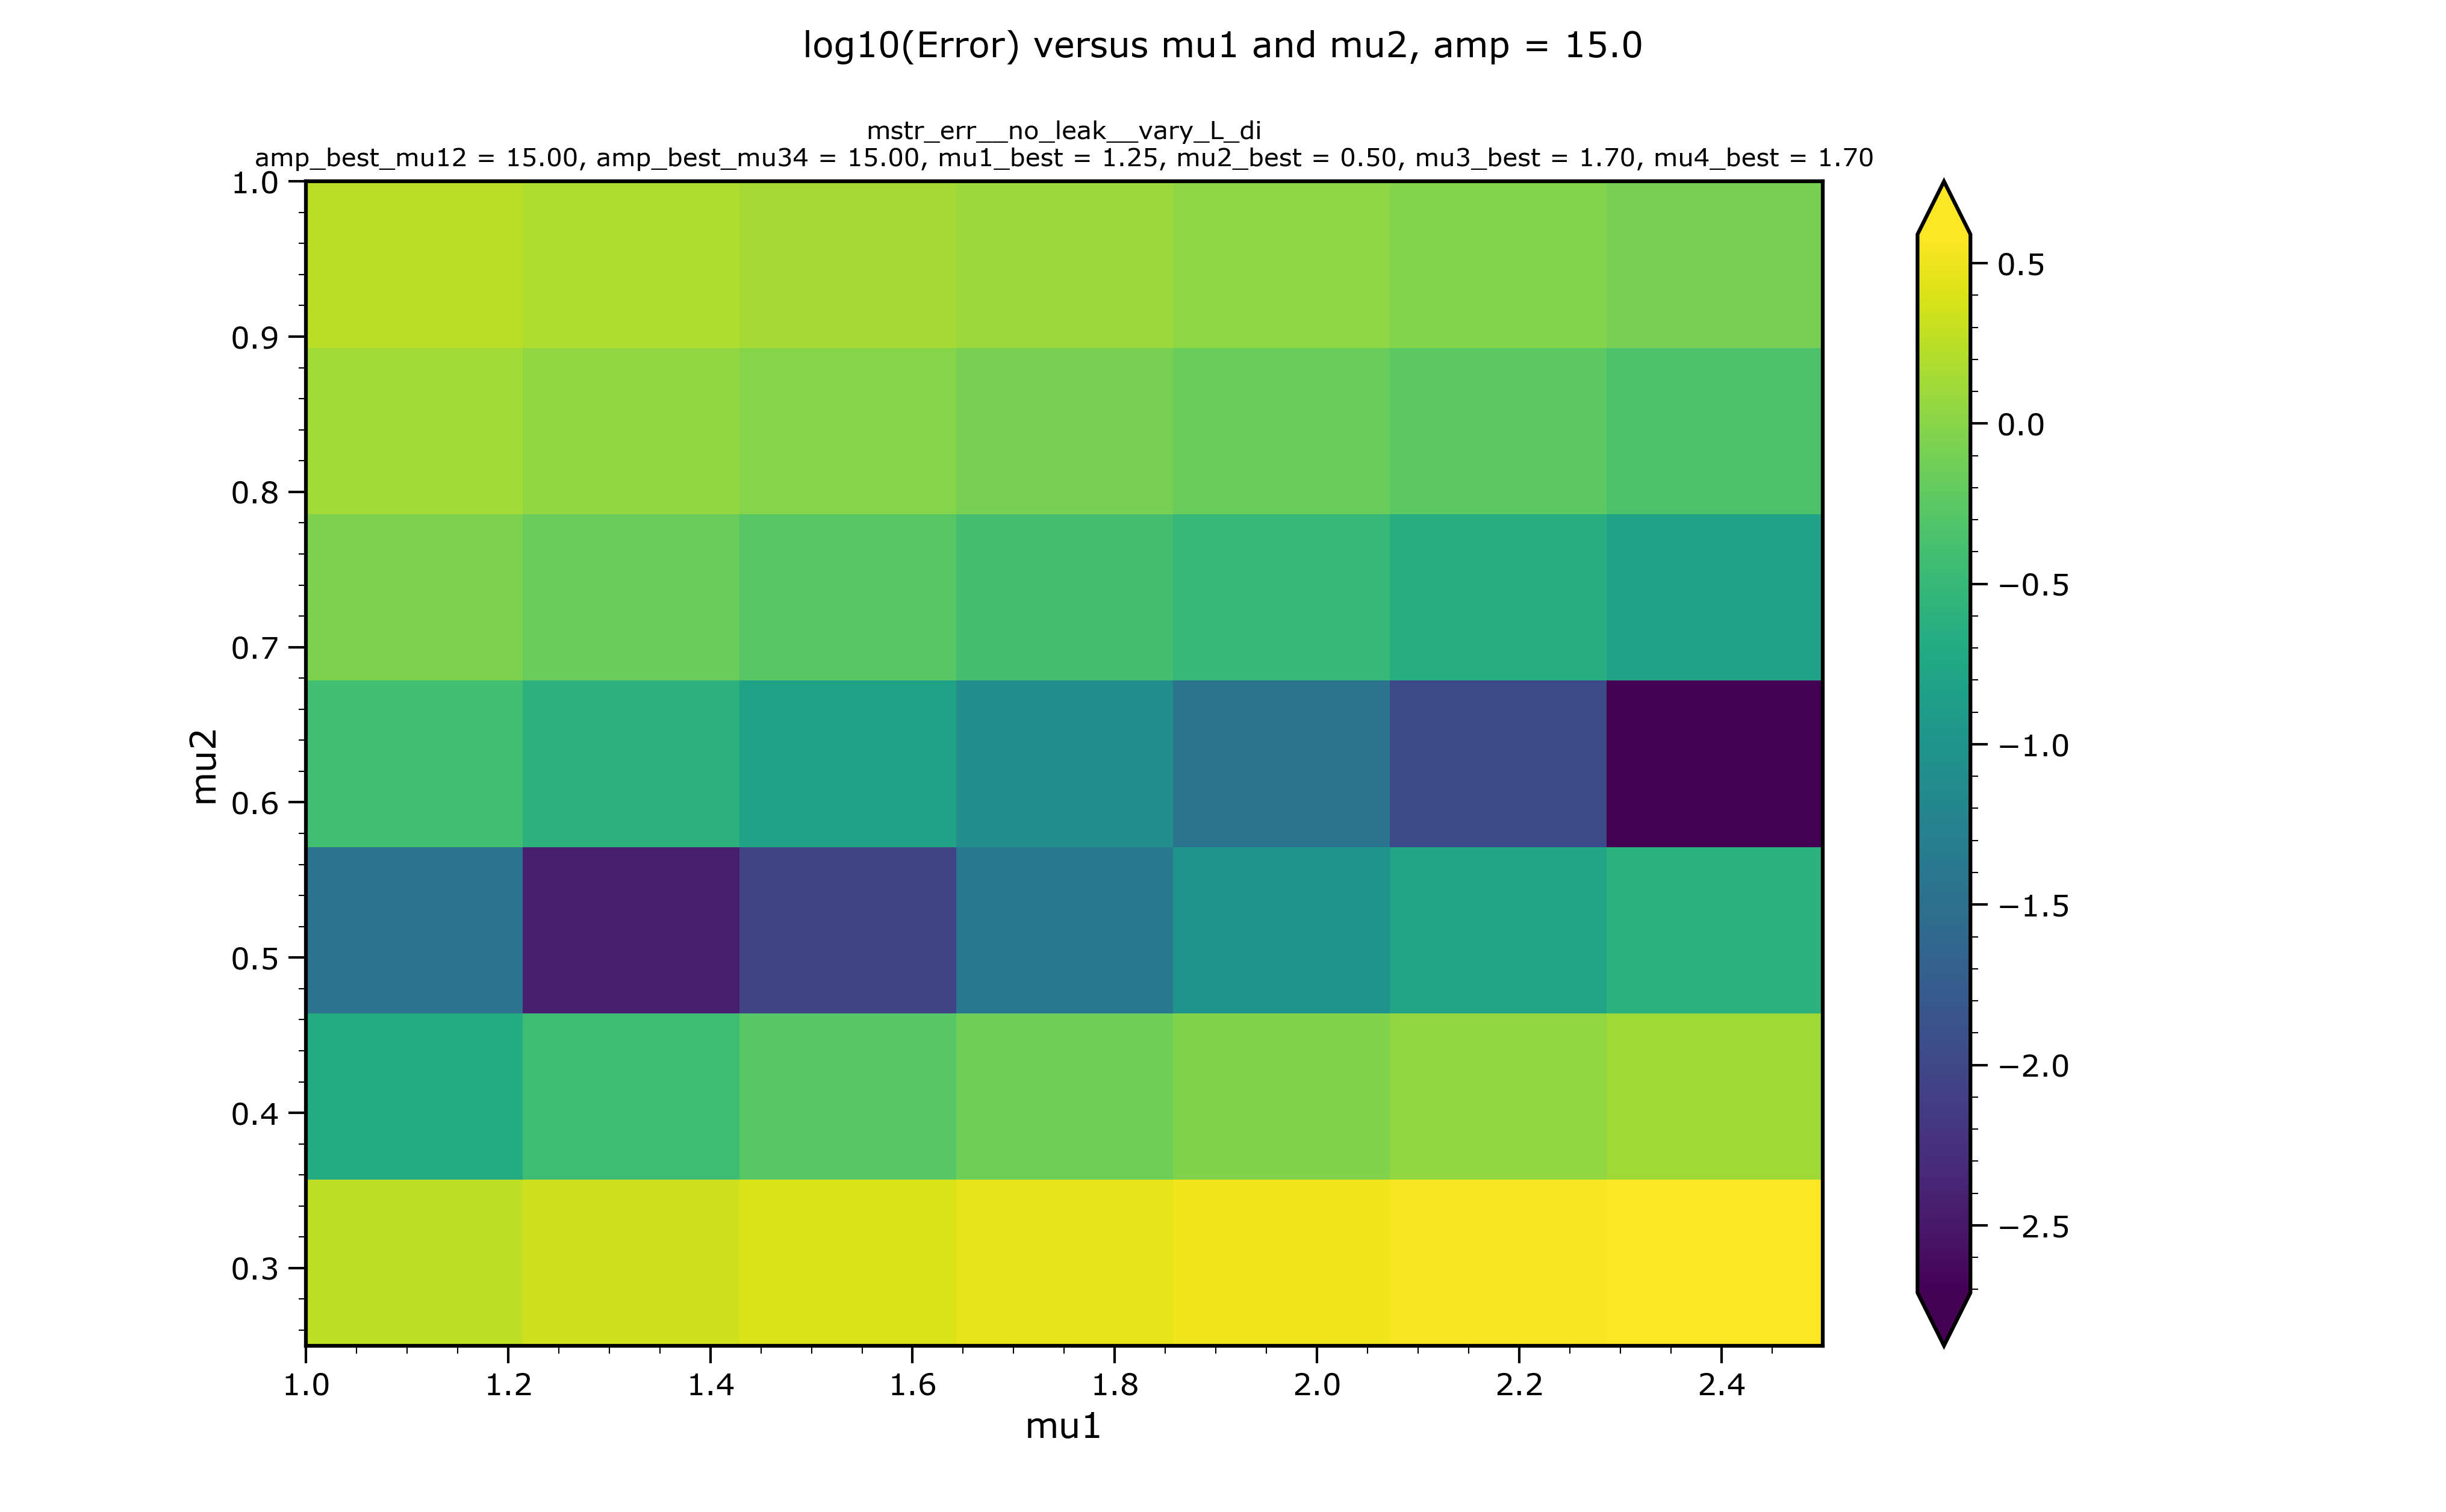 log10(Error) versus mu1 and mu2, amp = 15.0
mstr_err__no_leak__vary_L_di
amp_best_mu12 = 15.00, amp_best_mu34 = 15.00, mu1_best = 1.25, mu2_best = 0.50, mu3_best = 1.70, mu4_best = 1.70
1.0
0.9
0.8
0.7
0.6
0.5
0.4
0.3
mu2
1.0 1.2 1.4 1.6 1.8 2.0 2.2 2.4
mu1
0.5
0.0
−0.5
−1.0
−1.5
−2.0
−2.5